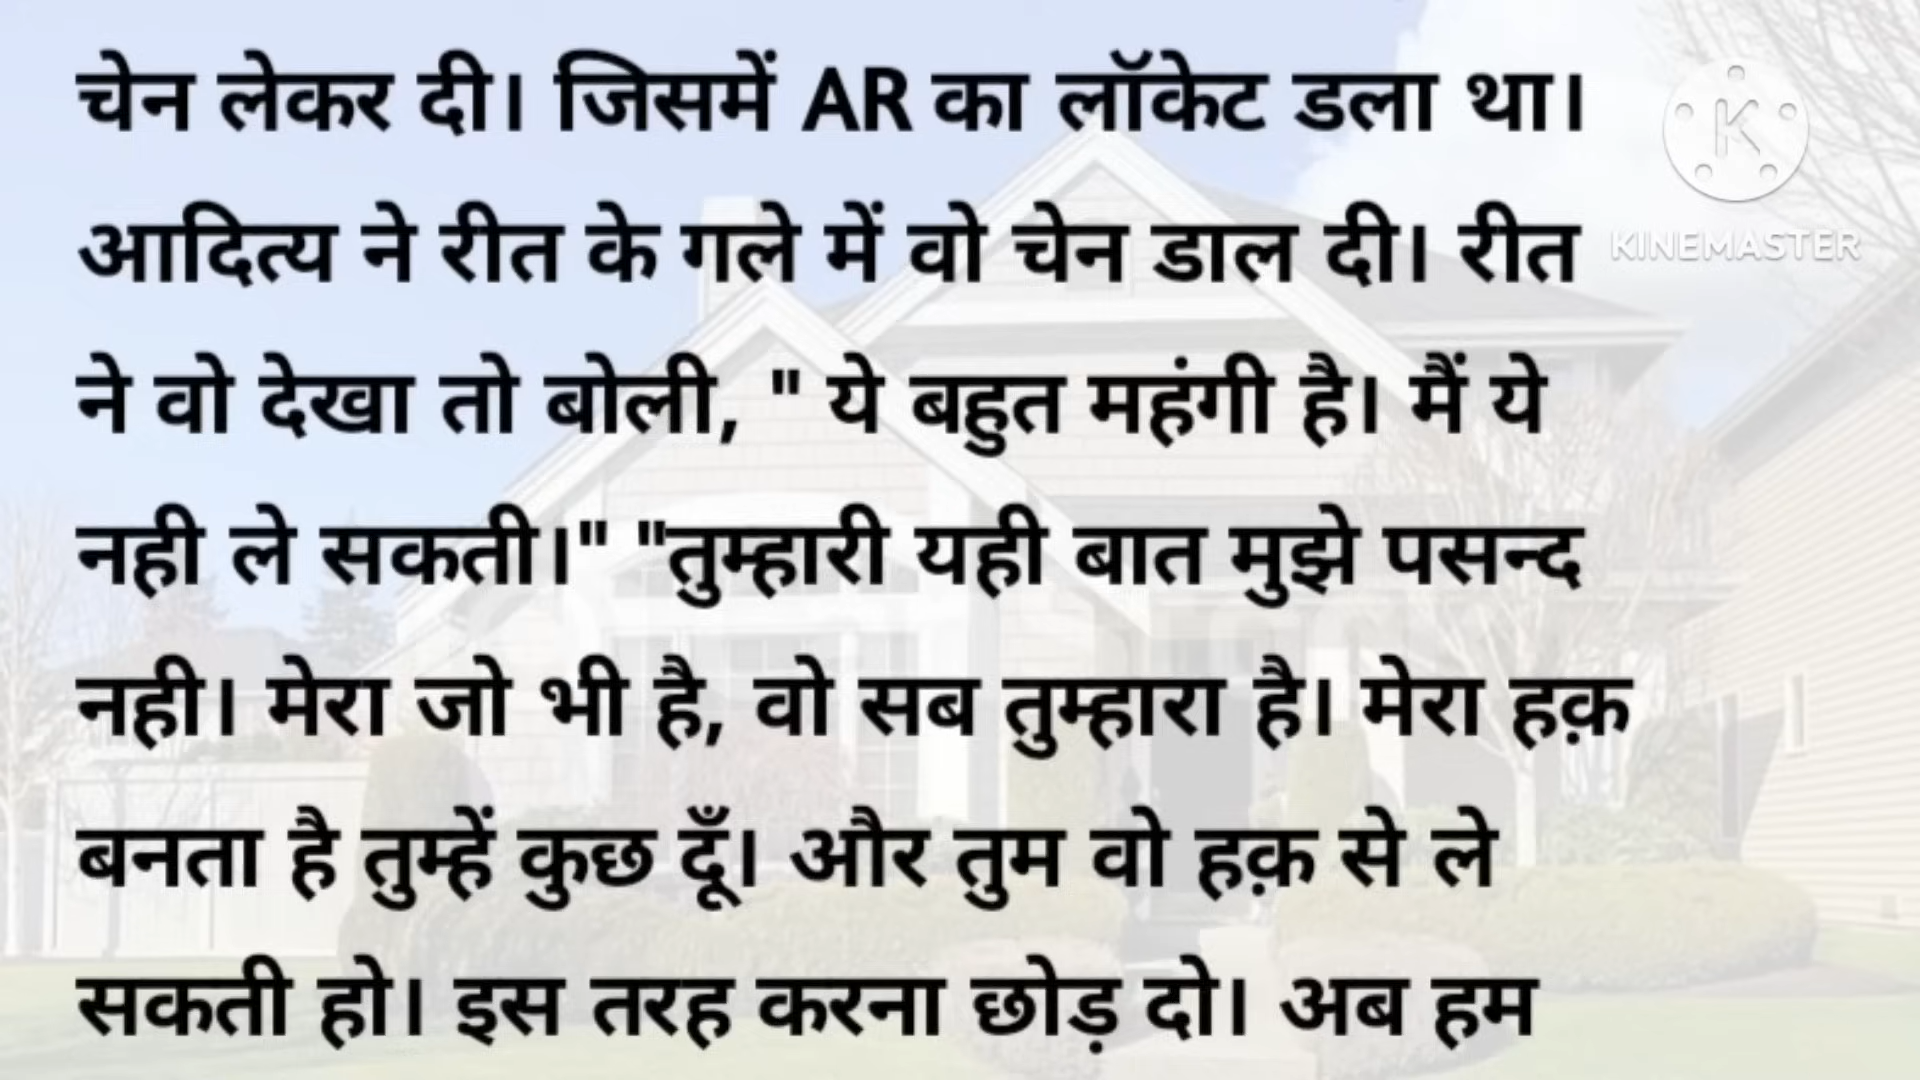 चेन लेकर दी। जिसमें AR का लॉकेट डला था।
आदित्य ने रीत के गले में वो चेन डाल दी। रीत
ने वो देखा तो बोली, " ये बहुत महंगी है। मैं ये
नही ले सकती।" "तुम्हारी यही बात मुझे पसन्द
नही। मेरा जो भी है, वो सब तुम्हारा है। मेरा हक़
बनता है तुम्हें कुछ दूँ। और तुम वो हक़ से ले
सकती हो। इस तरह करना छोड़ दो। अब हम
K
KINEMASTER